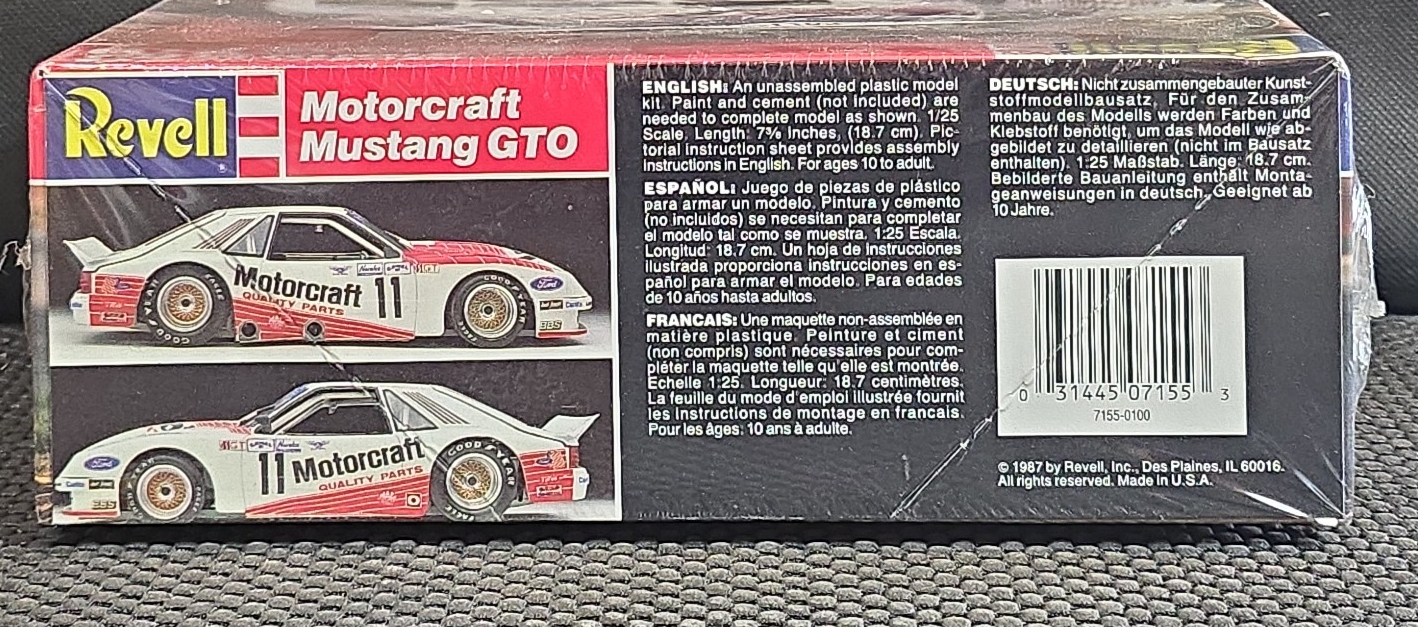 Revell
Motorcraft
Mustang GTO
Motorcraft
QUALITY PARTS
11
GT
Ford
GOODYEAR
EAGLE
BBS
Ford
GT
11 Motorcraft
QUALITY PARTS
GOODYEAR
BBS
ENGLISH: An unassembled plastic model
kit. Paint and cement (not included) are
needed to complete model as shown. 1/25
Scale. Length: 7⅜ Inches, (18.7 cm). Pic-
torial instruction sheet provides assembly
instructions in English. For ages 10 to adult.
ESPAÑOL: Juego de piezas de plástico
para armar un modelo. Pintura y cemento
(no incluidos) se necesitan para completar
el modelo tal como se muestra. 1:25 Escala.
Longitud: 18.7 cm. Un hoja de instrucciones
ilustrada proporciona instrucciones en es-
pañol para armar el modelo. Para edades
de 10 años hasta adultos.
FRANCAIS: Une maquette non-assemblée en
matière plastique. Peinture et ciment
(non compris) sont nécessaires pour com-
pléter la maquette telle qu'elle est montrée.
Echelle 1:25. Longueur: 18.7 centimètres.
La feuille du mode d'emploi illustrée fournit
les instructions de montage en francais.
Pour les âges: 10 ans à adulte.
DEUTSCH: Nicht zusammengebauter Kunst-
stoffmodellbausatz. Für den Zusam-
menbau des Modells werden Farben und
Klebstoff benötigt, um das Modell wie ab-
gebildet zu detaillieren (nicht im Bausatz
enthalten). 1:25 Maßstab. Länge: 18.7 cm.
Bebilderte Bauanleitung enthält Monta-
geanweisungen in deutsch. Geeignet ab
10 Jahre.
0 31445 07155 3
7155-0100
© 1987 by Revell, Inc., Des Plaines, IL 60016.
All rights reserved. Made in U.S.A.